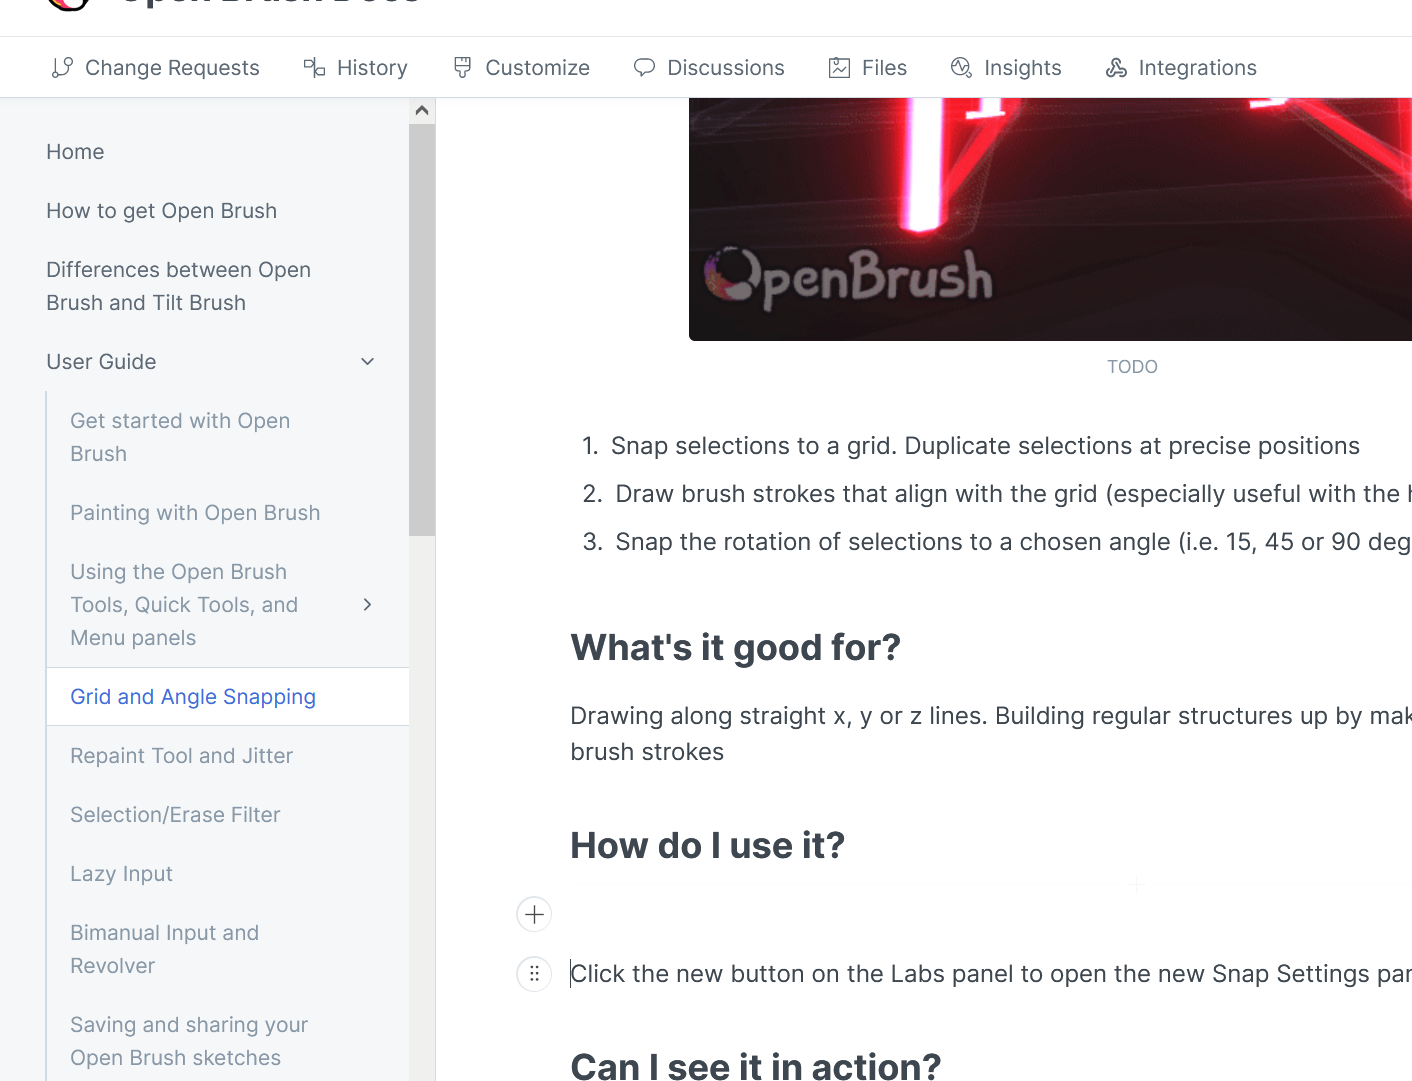 Open Brush Docs
Change Requests
History
Customize
Discussions
Files
Insights
Integrations
Home
How to get Open Brush
Differences between Open
Brush and Tilt Brush
User Guide
Get started with Open
Brush
Painting with Open Brush
Using the Open Brush
Tools, Quick Tools, and
Menu panels
Grid and Angle Snapping
Repaint Tool and Jitter
Selection/Erase Filter
Lazy Input
Bimanual Input and
Revolver
Saving and sharing your
Open Brush sketches
OpenBrush
TODO
1. Snap selections to a grid. Duplicate selections at precise positions
2. Draw brush strokes that align with the grid (especially useful with the
3. Snap the rotation of selections to a chosen angle (i.e. 15, 45 or 90 deg
What's it good for?
Drawing along straight x, y or z lines. Building regular structures up by mak
brush strokes
How do I use it?
Click the new button on the Labs panel to open the new Snap Settings pan
Can I see it in action?